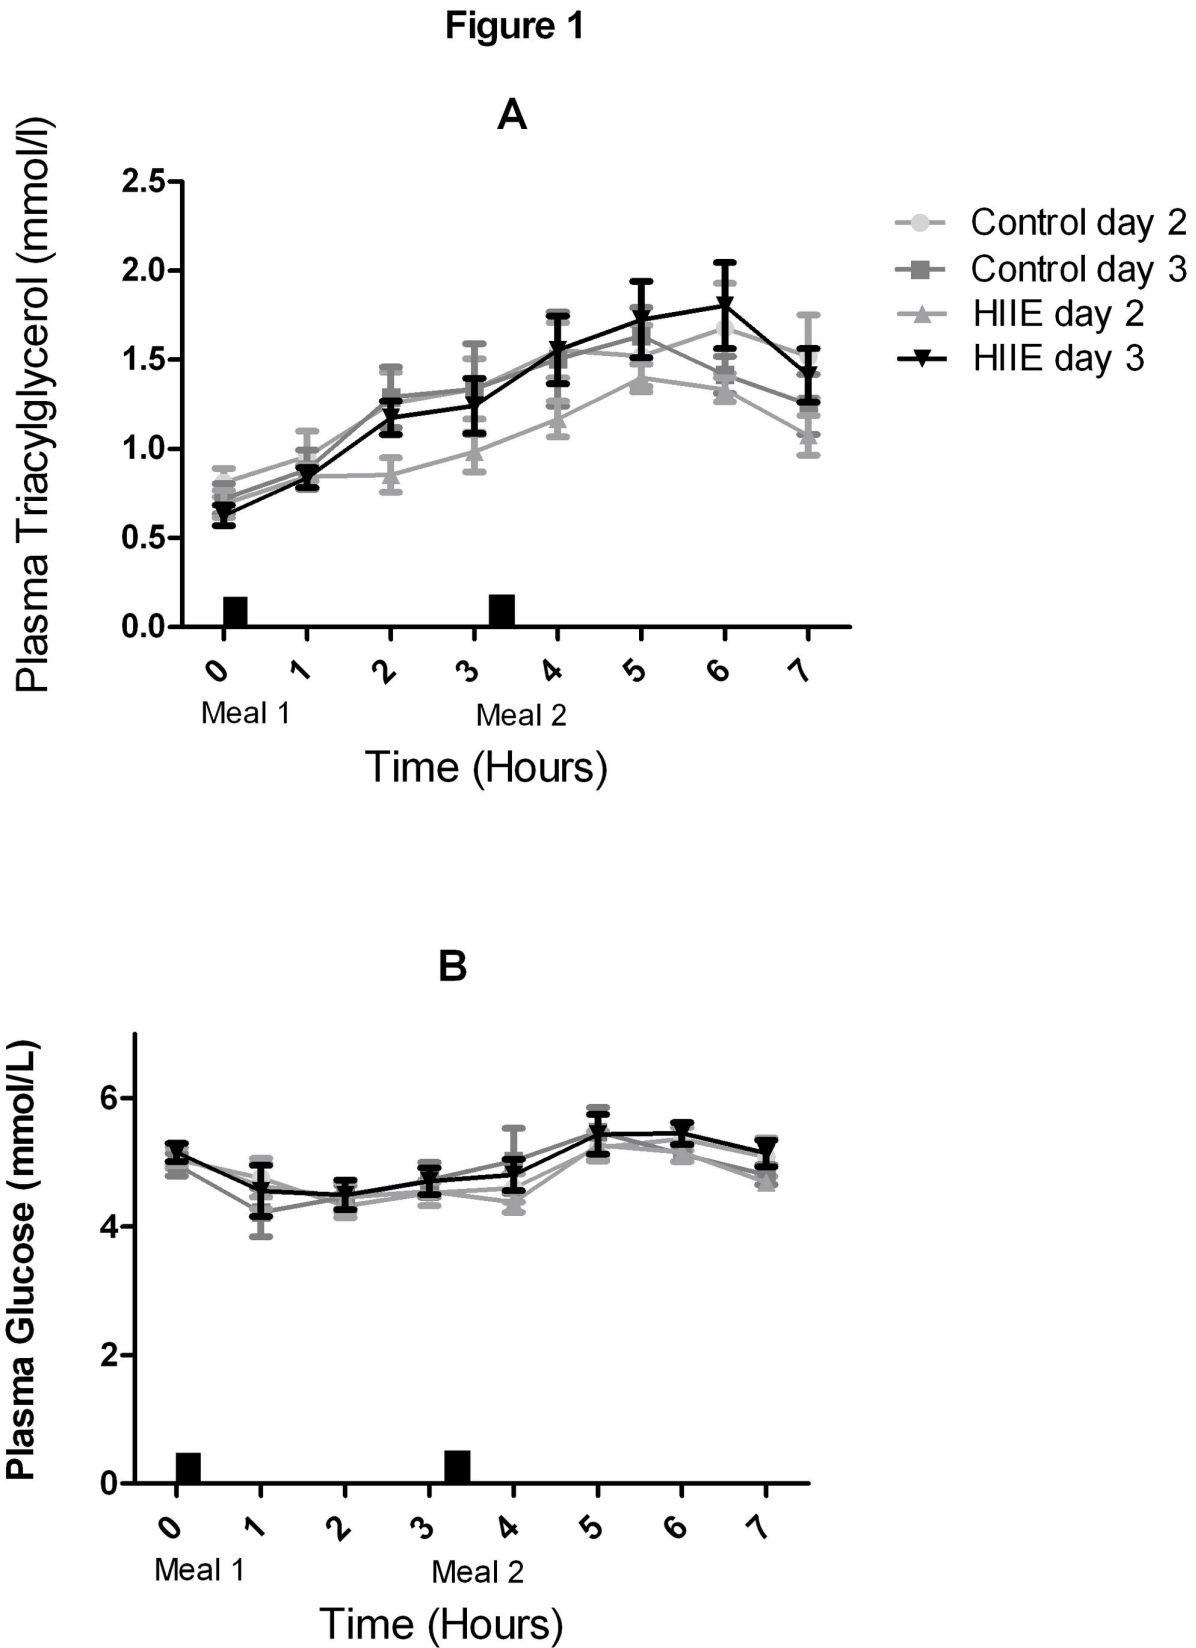 Figure 1
A
Plasma Triacylglycerol (mmol/l)
2.5
2.0
1.5
1.0
0.5
0.0
0 1 2 3 4 5 6 7
Meal 1 Meal 2
Time (Hours)
Control day 2
Control day 3
HIIE day 2
HIIE day 3
B
Plasma Glucose (mmol/L)
6
4
2
0
0 1 2 3 4 5 6 7
Meal 1 Meal 2
Time (Hours)